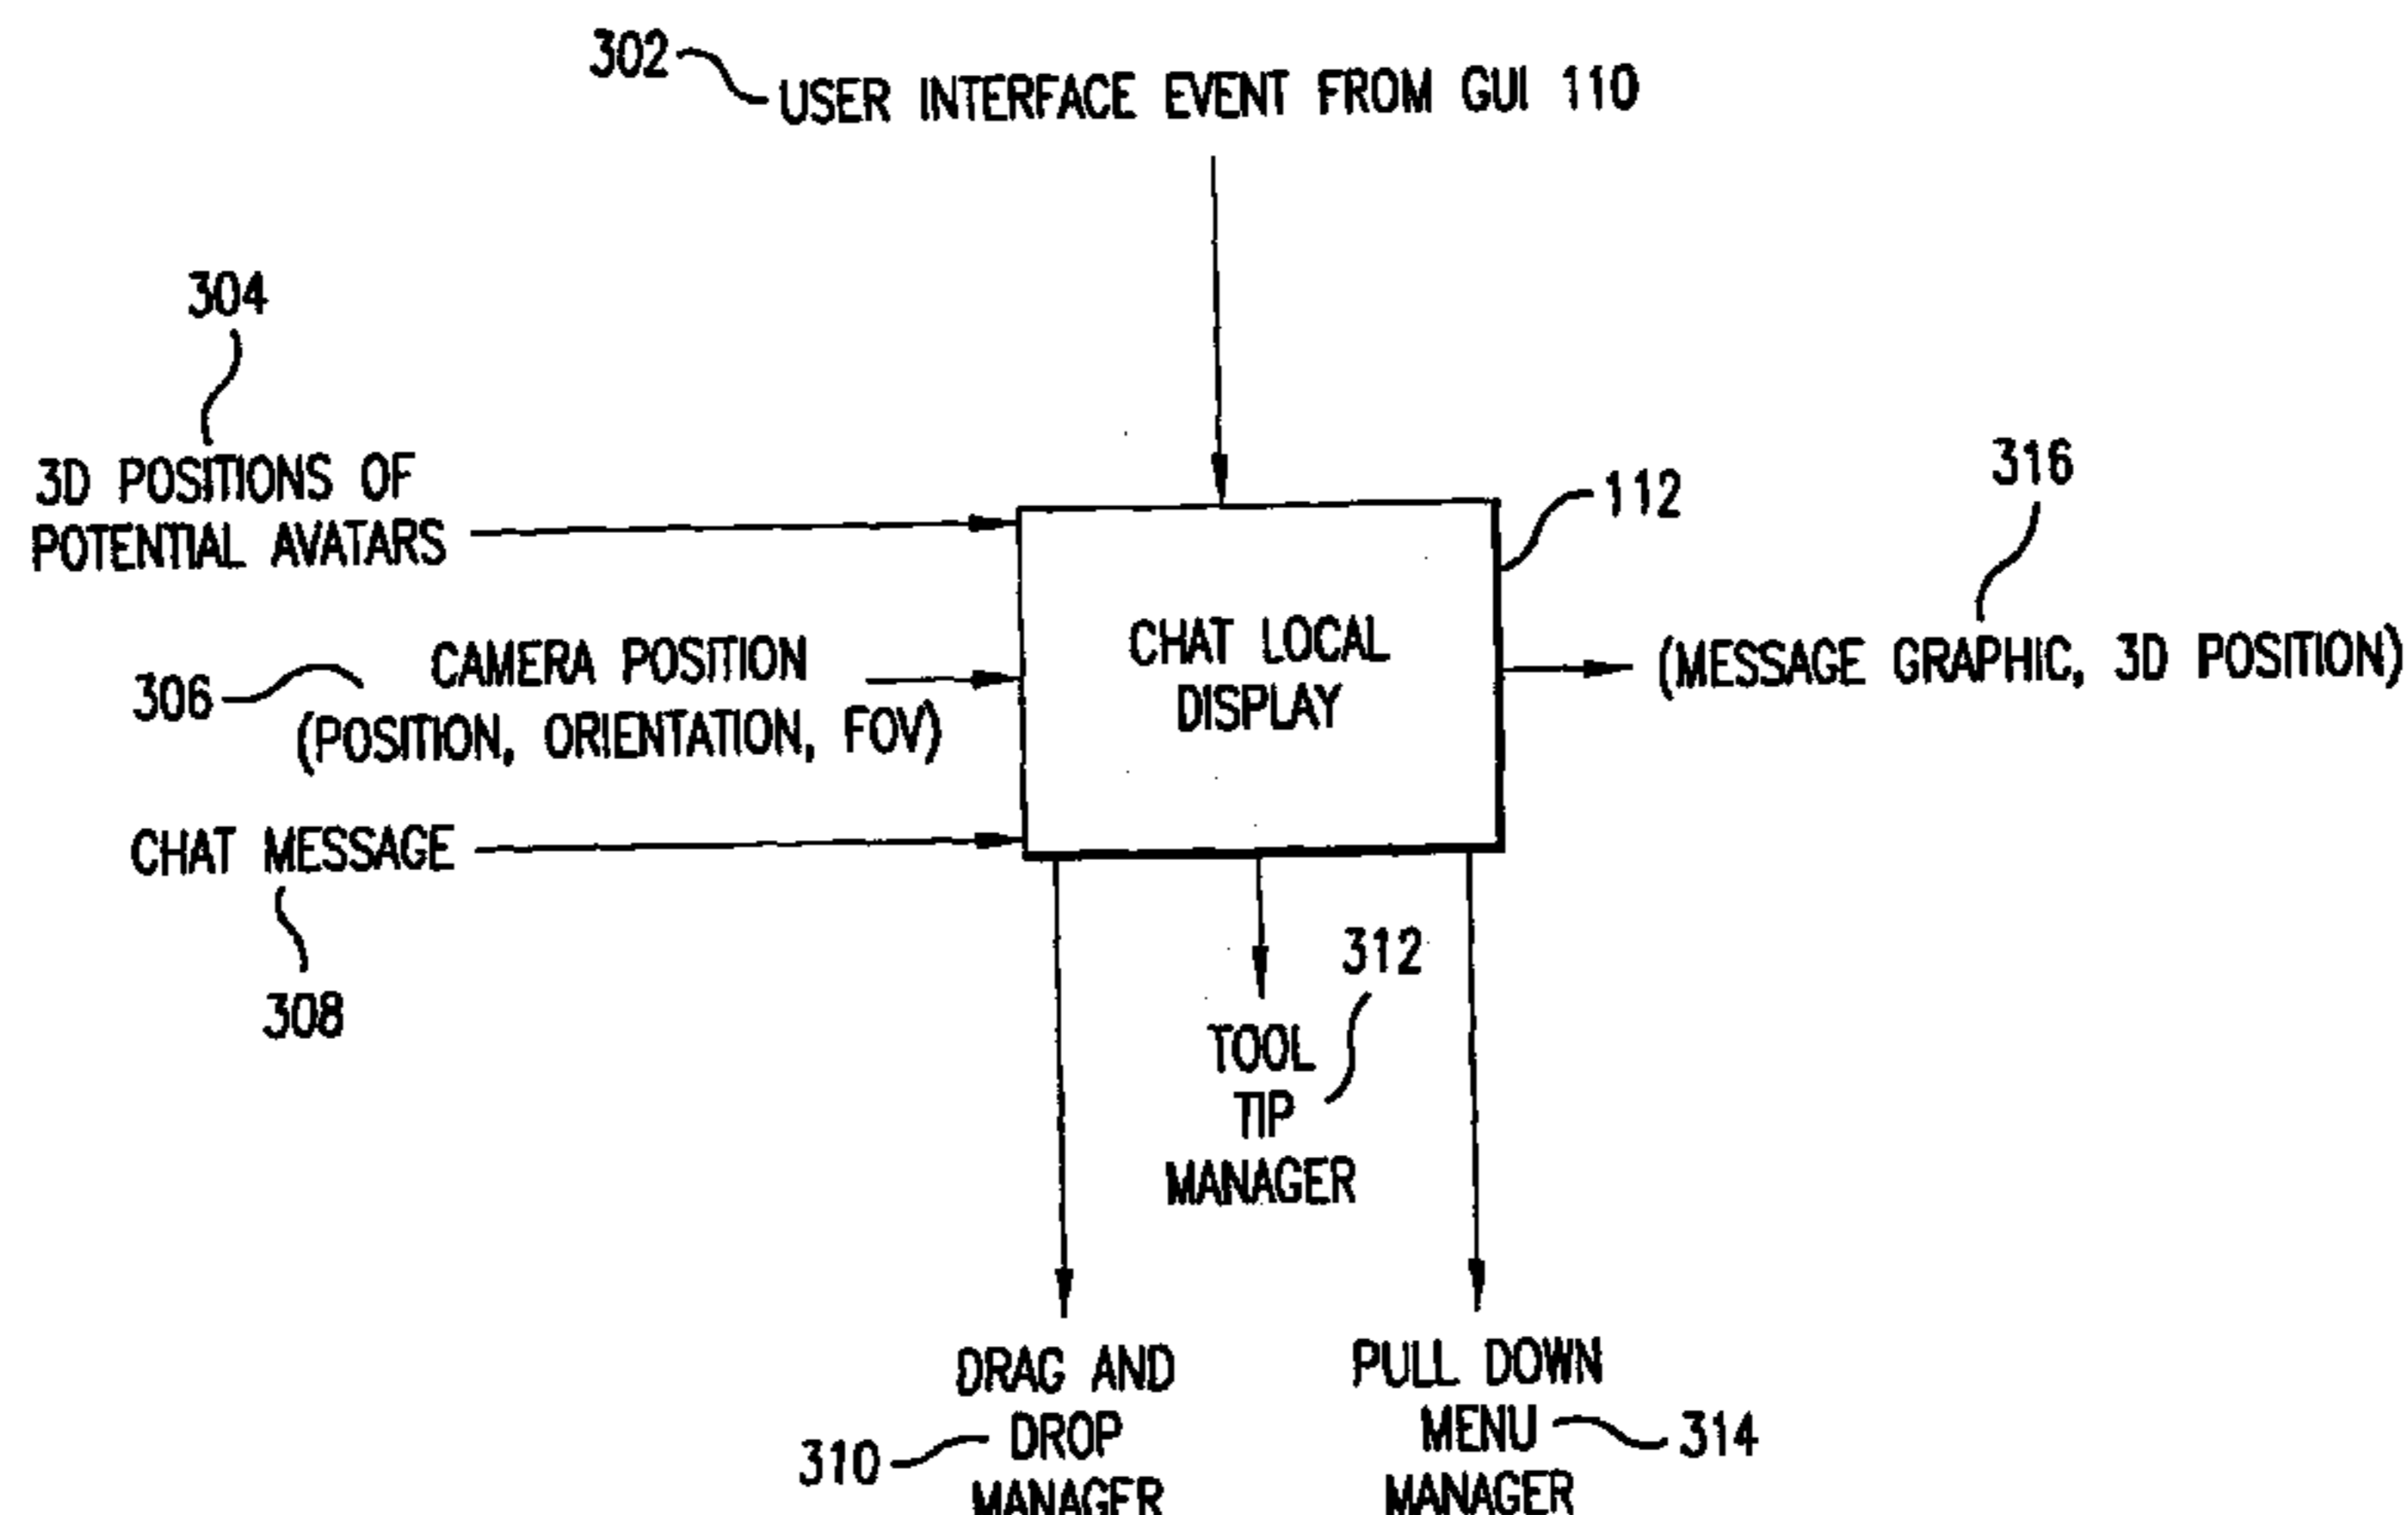 302
USER INTERFACE EVENT FROM GUI 110
304
3D POSITIONS OF
POTENTIAL AVATARS
112
316
306
CAMERA POSITION
(POSITION, ORIENTATION, FOV)
CHAT LOCAL
DISPLAY
(MESSAGE GRAPHIC, 3D POSITION)
CHAT MESSAGE
308
312
TOOL
TIP
MANAGER
DRAG AND
DROP
MANAGER
310
PULL DOWN
MENU
MANAGER
314